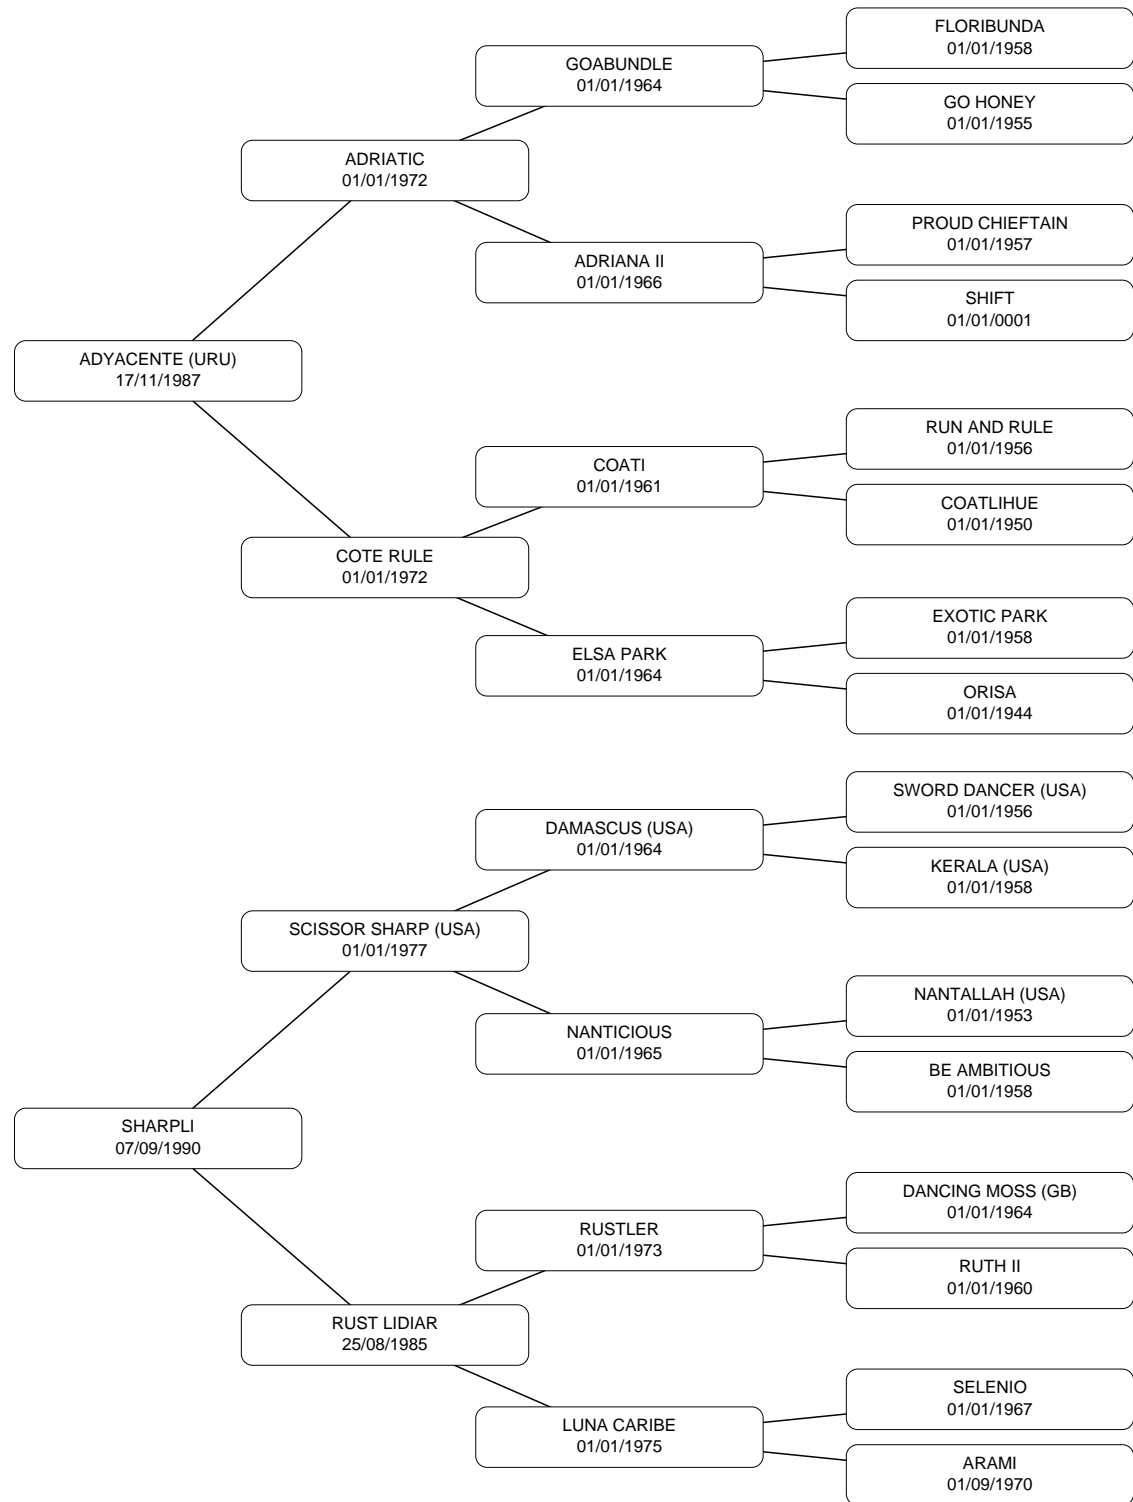 FLORIBUNDA
01/01/1958
GOABUNDLE
01/01/1964
GO HONEY
01/01/1955
ADRIATIC
01/01/1972
PROUD CHIEFTAIN
01/01/1957
ADRIANA II
01/01/1966
SHIFT
01/01/0001
ADYACENTE (URU)
17/11/1987
RUN AND RULE
01/01/1956
COATI
01/01/1961
COATLIHUE
01/01/1950
COTE RULE
01/01/1972
EXOTIC PARK
01/01/1958
ELSA PARK
01/01/1964
ORISA
01/01/1944
SWORD DANCER (USA)
01/01/1956
DAMASCUS (USA)
01/01/1964
KERALA (USA)
01/01/1958
SCISSOR SHARP (USA)
01/01/1977
NANTALLAH (USA)
01/01/1953
NANTICIOUS
01/01/1965
BE AMBITIOUS
01/01/1958
SHARPLI
07/09/1990
DANCING MOSS (GB)
01/01/1964
RUSTLER
01/01/1973
RUTH II
01/01/1960
RUST LIDIAR
25/08/1985
SELENIO
01/01/1967
LUNA CARIBE
01/01/1975
ARAMI
01/09/1970